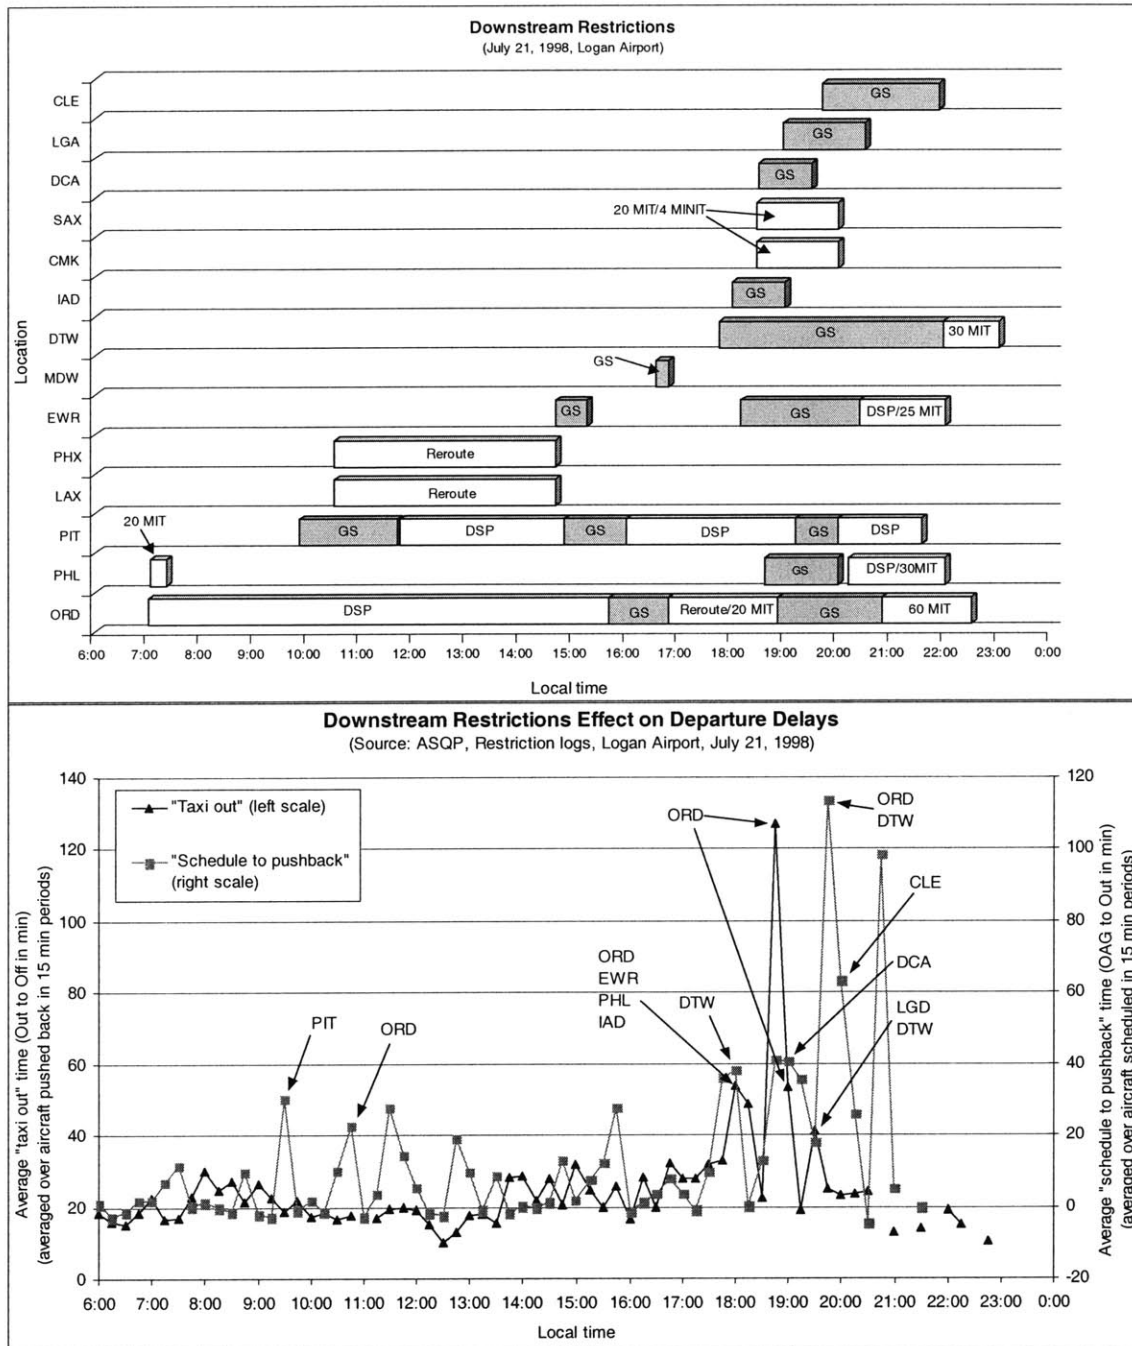 Downstream Restrictions
(July 21, 1998, Logan Airport)
Location
CLE
GS
LGA
GS
DCA
GS
SAX
20 MIT/4 MINIT
CMK
IAD
GS
DTW
GS
30 MIT
MDW
GS
EWR
GS
GS
DSP/25 MIT
PHX
Reroute
LAX
Reroute
20 MIT
PIT
GS
DSP
GS
DSP
GS
DSP
PHL
GS
DSP/30MIT
ORD
DSP
GS
Reroute/20 MIT
GS
60 MIT
6:00 7:00 8:00 9:00 10:00 11:00 12:00 13:00 14:00 15:00 16:00 17:00 18:00 19:00 20:00 21:00 22:00 23:00 0:00
Local time
Downstream Restrictions Effect on Departure Delays
(Source: ASQP, Restriction logs, Logan Airport, July 21, 1998)
Average "taxi out" time (Out to Off in min)
(averaged over aircraft pushed back in 15 min periods)
140
120
100
80
60
40
20
0
"Taxi out" (left scale)
"Schedule to pushback"
(right scale)
PIT
ORD
ORD
EWR
PHL
IAD
DTW
ORD
ORD
DTW
CLE
DCA
LGD
DTW
120
100
80
60
40
20
0
-20
Average "schedule to pushback" time (OAG to Out in min)
(averaged over aircraft scheduled in 15 min periods)
6:00 7:00 8:00 9:00 10:00 11:00 12:00 13:00 14:00 15:00 16:00 17:00 18:00 19:00 20:00 21:00 22:00 23:00 0:00
Local time